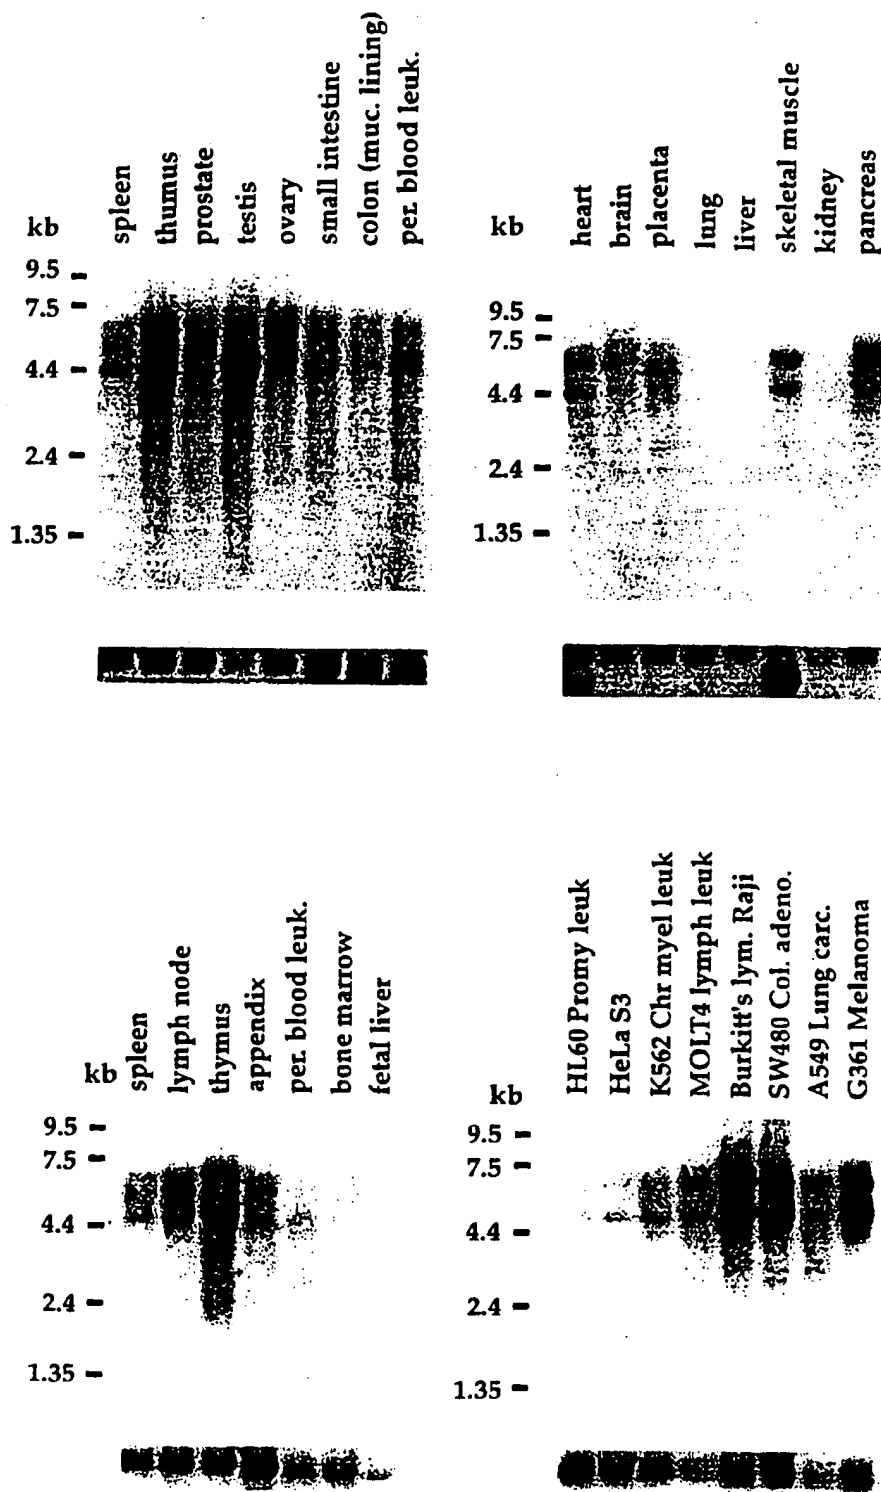 kb
spleen
thumus
prostate
testis
ovary
small intestine
colon (muc. lining)
per. blood leuk.
9.5
7.5
4.4
2.4
1.35
kb
heart
brain
placenta
lung
liver
skeletal muscle
kidney
pancreas
9.5
7.5
4.4
2.4
1.35
kb
spleen
lymph node
thymus
appendix
per. blood leuk.
bone marrow
fetal liver
9.5
7.5
4.4
2.4
1.35
kb
HL60 Promy leuk
HeLa S3
K562 Chr myel leuk
MOLT4 lymph leuk
Burkitt's lym. Raji
SW480 Col. adeno.
A549 Lung carc.
G361 Melanoma
9.5
7.5
4.4
2.4
1.35